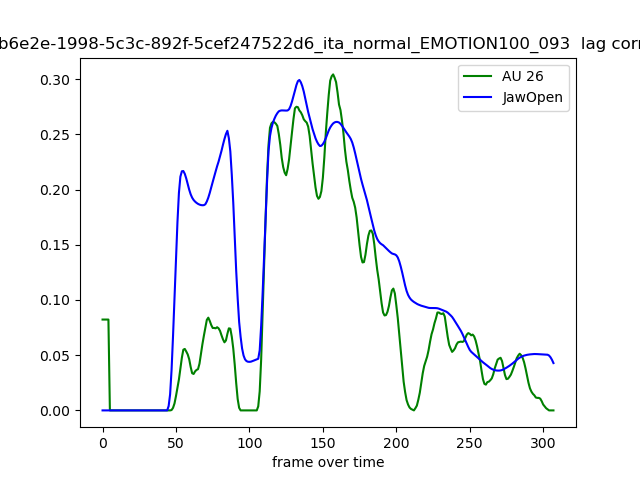 b6e2e-1998-5c3c-892f-5cef247522d6_ita_normal_EMOTION100_093 lag corr
AU 26
JawOpen
0.30
0.25
0.20
0.15
0.10
0.05
0.00
0 50 100 150 200 250 300
frame over time